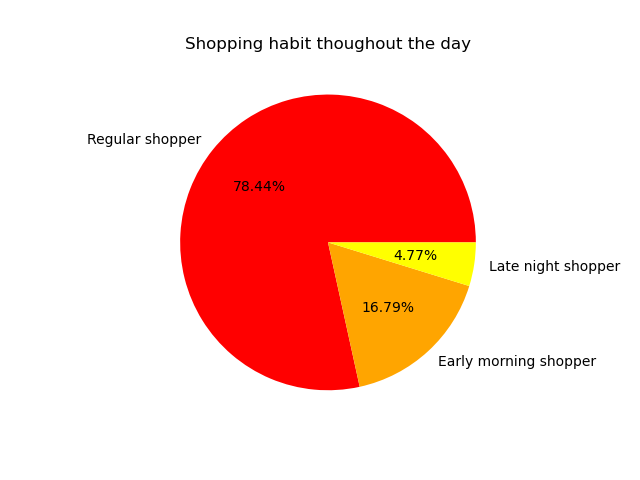 Shopping habit thoughout the day
Regular shopper
78.44%
4.77%
Late night shopper
16.79%
Early morning shopper